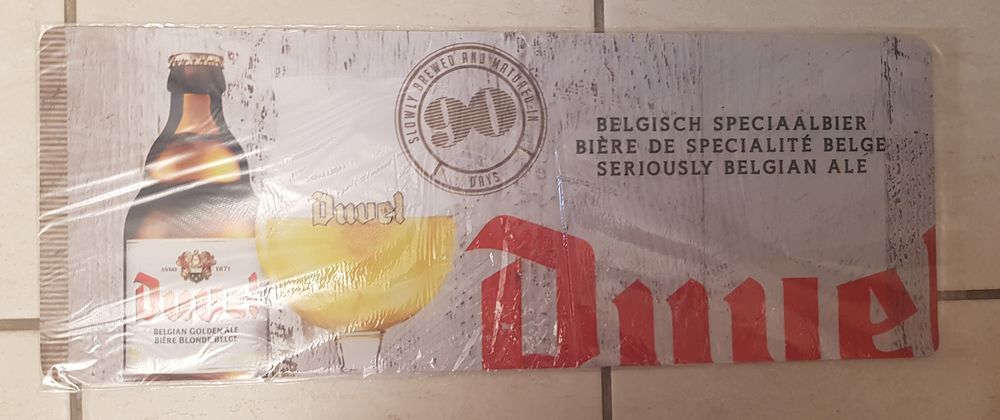 SLOWLY BREWED AND MATURED IN
90
DAYS
BELGISCH SPECIAALBIER
BIÈRE DE SPECIALITÉ BELGE
SERIOUSLY BELGIAN ALE
Duvel
ANNO 1871
Duvel
BELGIAN GOLDEN ALE
BIÈRE BLONDE BELGE
Duvel